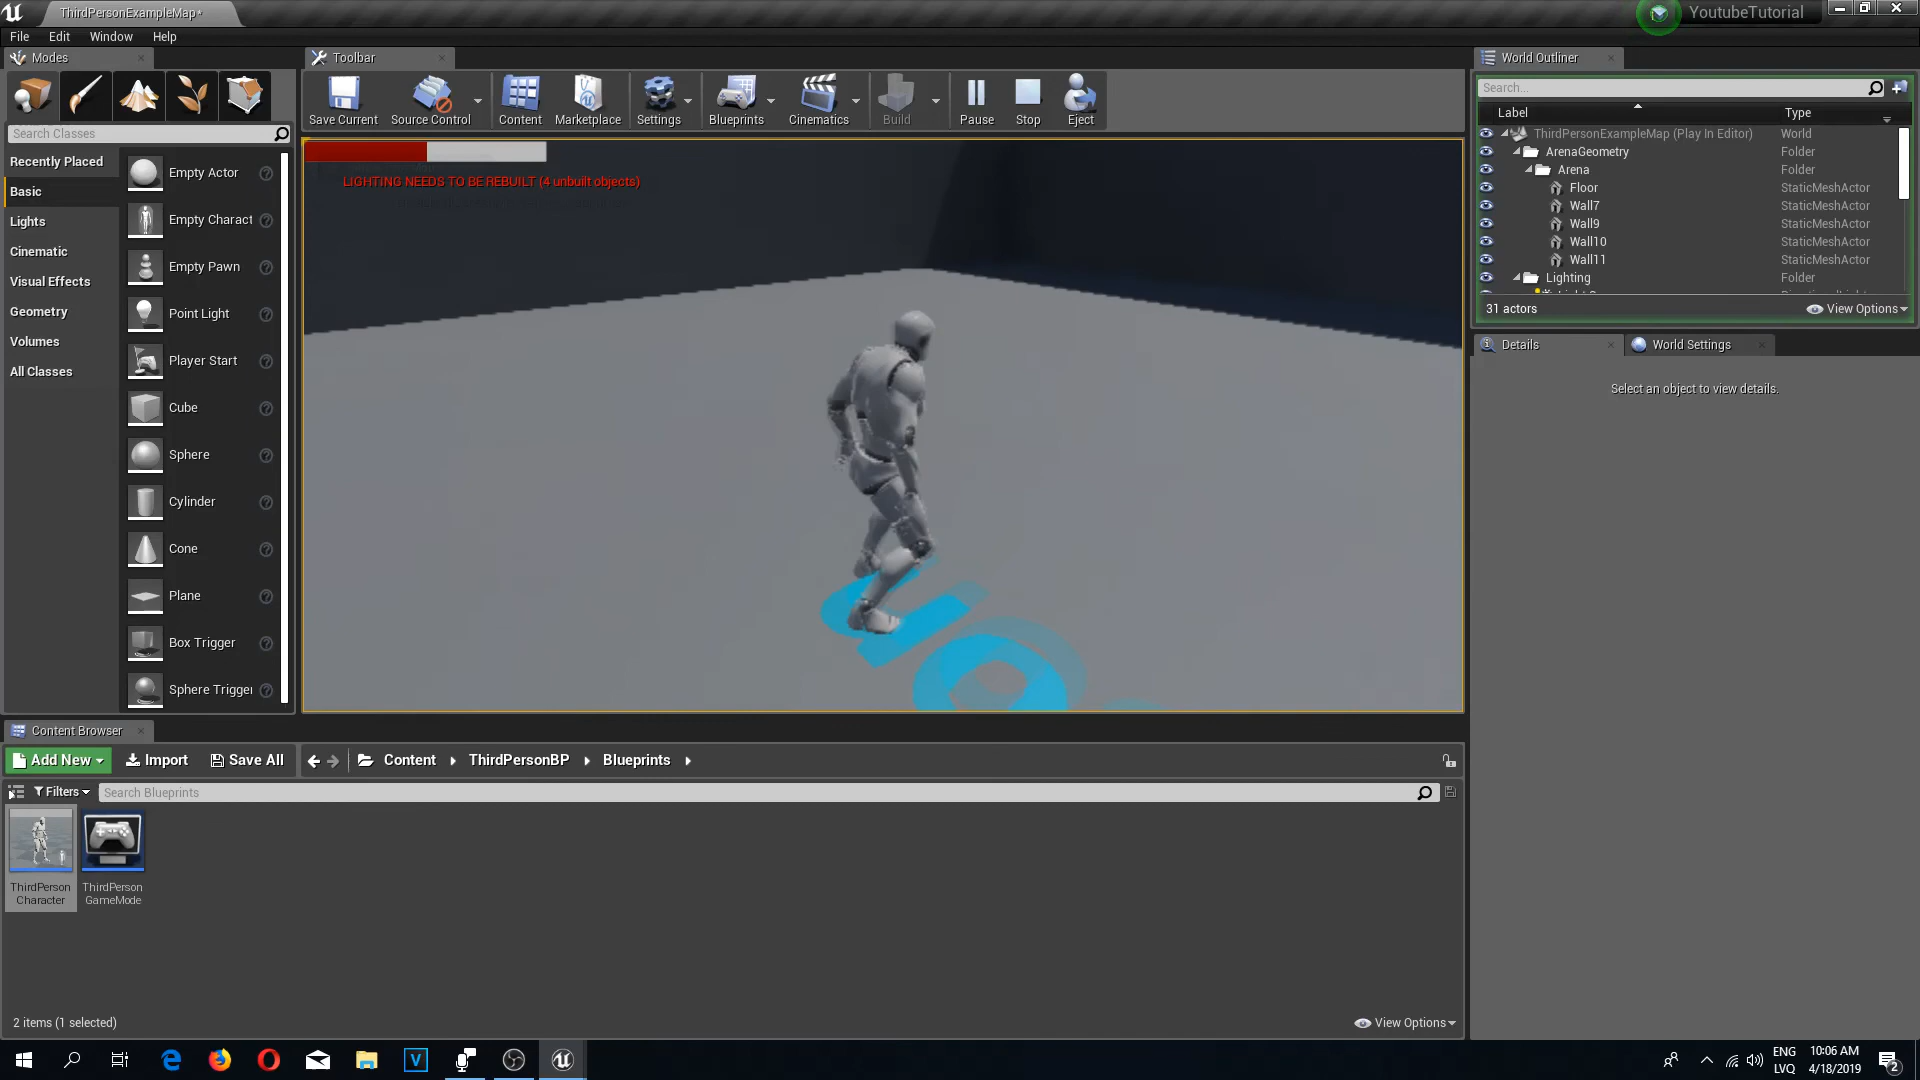 ThirdPersonExampleMap*
YoutubeTutorial
File Edit Window Help
Modes
Toolbar
World Outliner
Save Current
Source Control
Content
Marketplace
Settings
Blueprints
Cinematics
Build
Pause
Stop
Eject
Search Classes
Recently Placed
Basic
Lights
Cinematic
Visual Effects
Geometry
Volumes
All Classes
Empty Actor
Empty Charact
Empty Pawn
Point Light
Player Start
Cube
Sphere
Cylinder
Cone
Plane
Box Trigger
Sphere Trigger
LIGHTING NEEDS TO BE REBUILT (4 unbuilt objects)
Search...
Label Type
ThirdPersonExampleMap (Play In Editor) World
ArenaGeometry Folder
Arena Folder
Floor StaticMeshActor
Wall7 StaticMeshActor
Wall9 StaticMeshActor
Wall10 StaticMeshActor
Wall11 StaticMeshActor
Lighting Folder
31 actors View Options
Details World Settings
Select an object to view details.
Content Browser
Add New Import Save All Content ThirdPersonBP Blueprints
Filters Search Blueprints
ThirdPerson
Character
ThirdPerson
GameMode
2 items (1 selected) View Options
ENG
LVQ
10:06 AM
4/18/2019
2